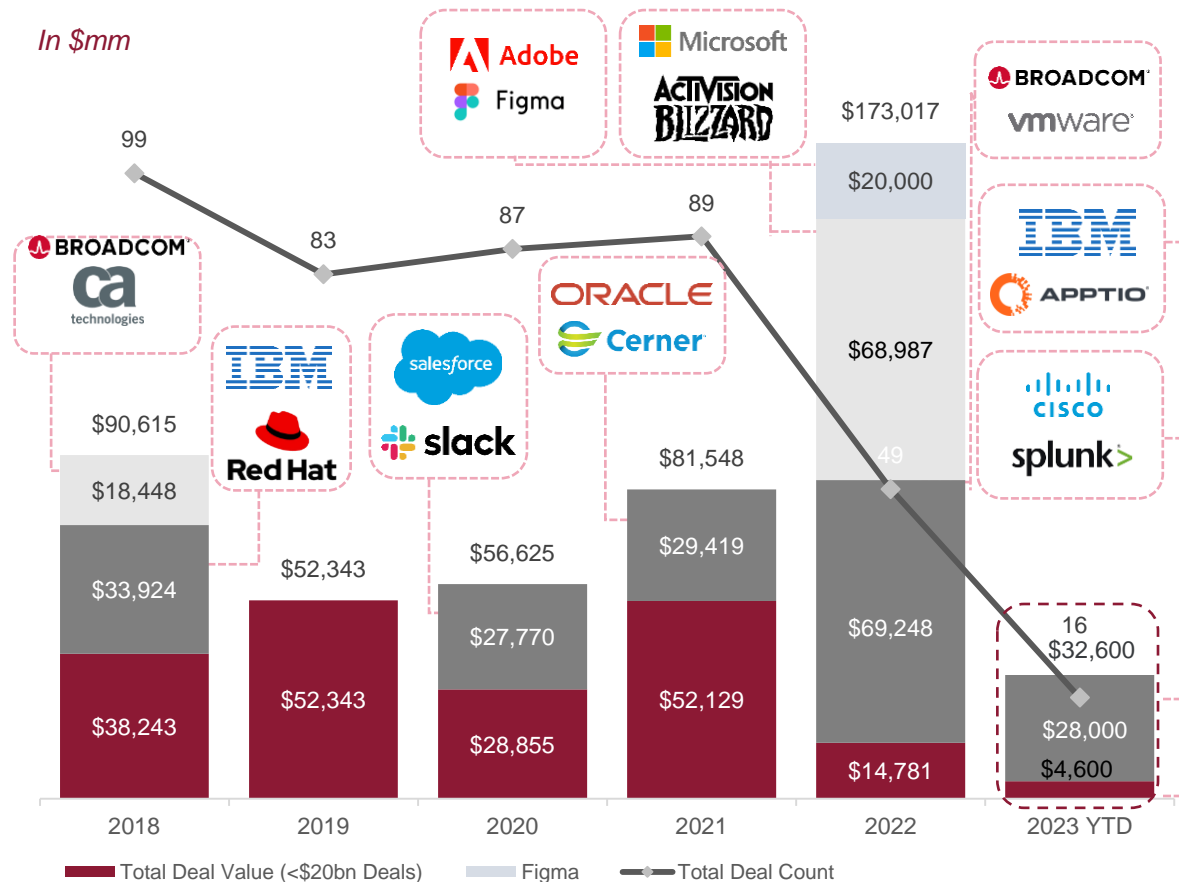 In $mm
Adobe
Figma
Microsoft
ACTIVISION
BLIZZARD
BROADCOM
vmware
IBM
APPTIO
CISCO
splunk>
BROADCOM
ca
technologies
IBM
Red Hat
salesforce
slack
ORACLE
Cerner
99
83
87
89
49
16
$90,615
$18,448
$33,924
$38,243
$52,343
$52,343
$56,625
$27,770
$28,855
$81,548
$29,419
$52,129
$173,017
$20,000
$68,987
$69,248
$14,781
$32,600
$28,000
$4,600
2018 2019 2020 2021 2022 2023 YTD
Total Deal Value (<$20bn Deals) Figma Total Deal Count